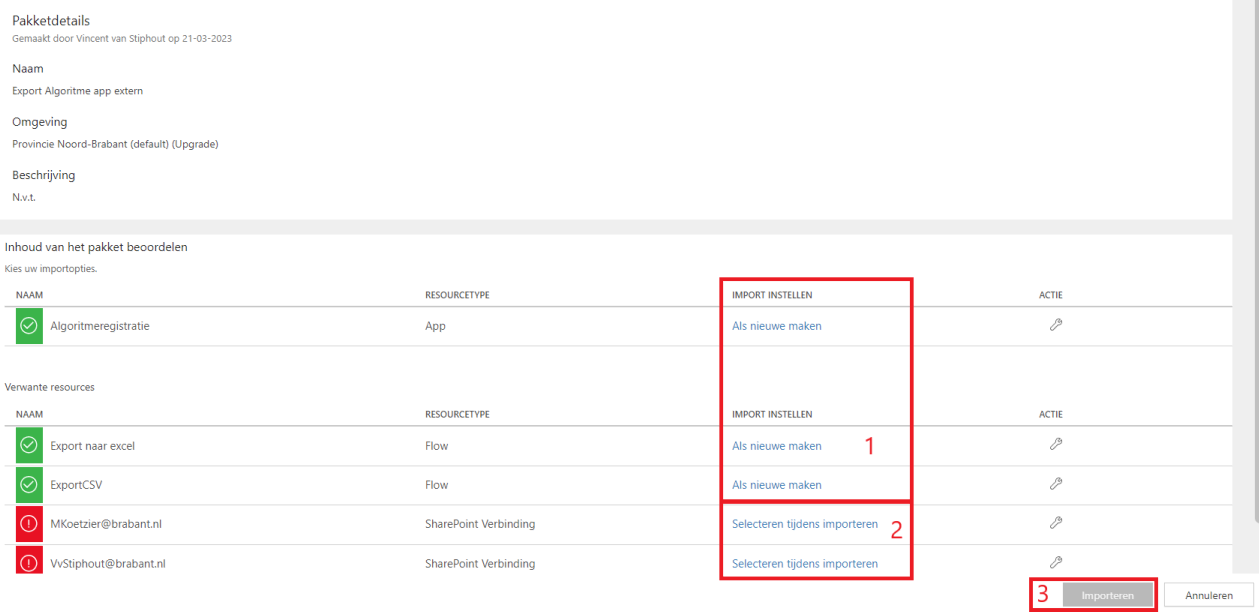 Pakketdetails
Gemaakt door Vincent van Stiphout op 21-03-2023
Naam
Export Algoritme app extern
Omgeving
Provincie Noord-Brabant (default) (Upgrade)
Beschrijving
N.v.t.
Inhoud van het pakket beoordelen
Kies uw importopties.
NAAM RESOURCETYPE IMPORT INSTELLEN ACTIE
Algoritmeregistratie App Als nieuwe maken
Verwante resources
NAAM RESOURCETYPE IMPORT INSTELLEN ACTIE
Export naar excel Flow Als nieuwe maken 1
ExportCSV Flow Als nieuwe maken
MKoetzier@brabant.nl SharePoint Verbinding Selecteren tijdens importeren 2
VvStiphout@brabant.nl SharePoint Verbinding Selecteren tijdens importeren
3 Importeren Annuleren